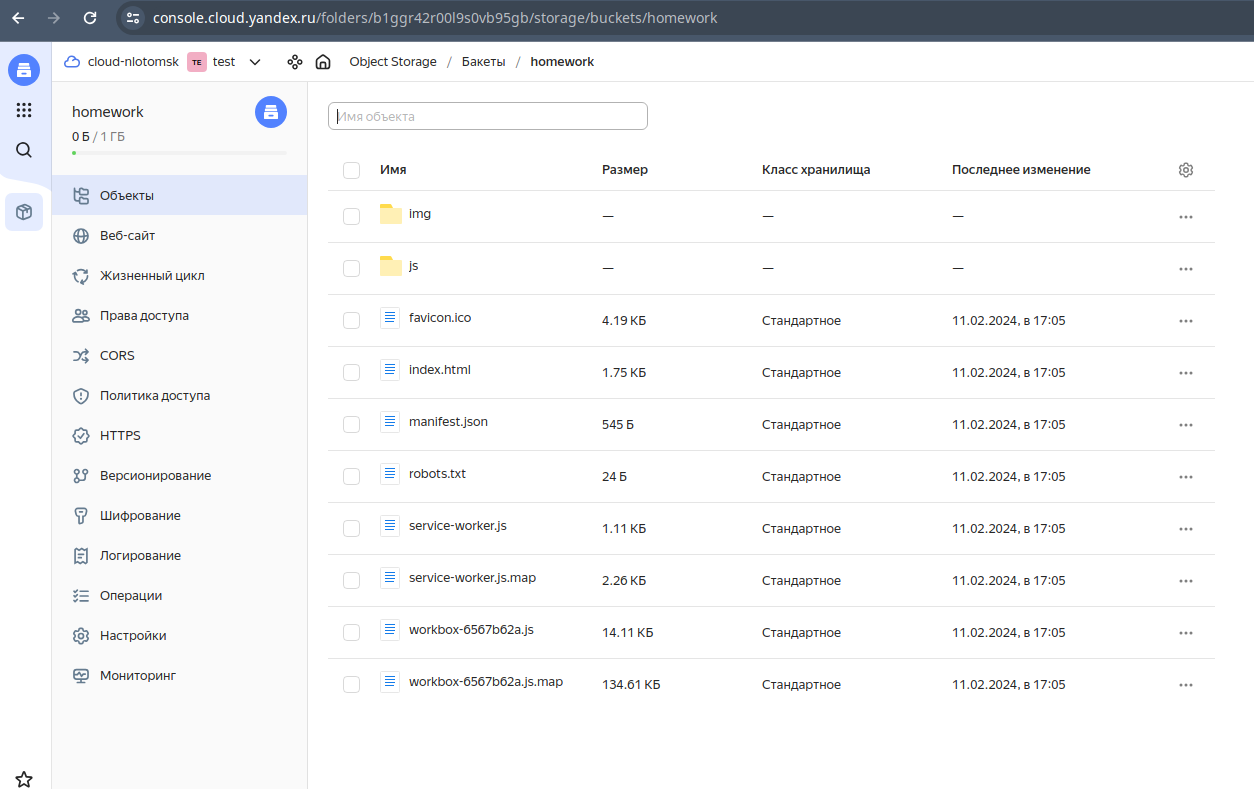 console.cloud.yandex.ru/folders/b1ggr42r00l9s0vb95gb/storage/buckets/homework
cloud-nlotomsk TE test Object Storage / Бакеты / homework
homework
0 Б / 1 ГБ
Объекты
Веб-сайт
Жизненный цикл
Права доступа
CORS
Политика доступа
HTTPS
Версионирование
Шифрование
Логирование
Операции
Настройки
Мониторинг
Имя объекта
Имя Размер Класс хранилища Последнее изменение
img — — —
js — — —
favicon.ico 4.19 КБ Стандартное 11.02.2024, в 17:05
index.html 1.75 КБ Стандартное 11.02.2024, в 17:05
manifest.json 545 Б Стандартное 11.02.2024, в 17:05
robots.txt 24 Б Стандартное 11.02.2024, в 17:05
service-worker.js 1.11 КБ Стандартное 11.02.2024, в 17:05
service-worker.js.map 2.26 КБ Стандартное 11.02.2024, в 17:05
workbox-6567b62a.js 14.11 КБ Стандартное 11.02.2024, в 17:05
workbox-6567b62a.js.map 134.61 КБ Стандартное 11.02.2024, в 17:05